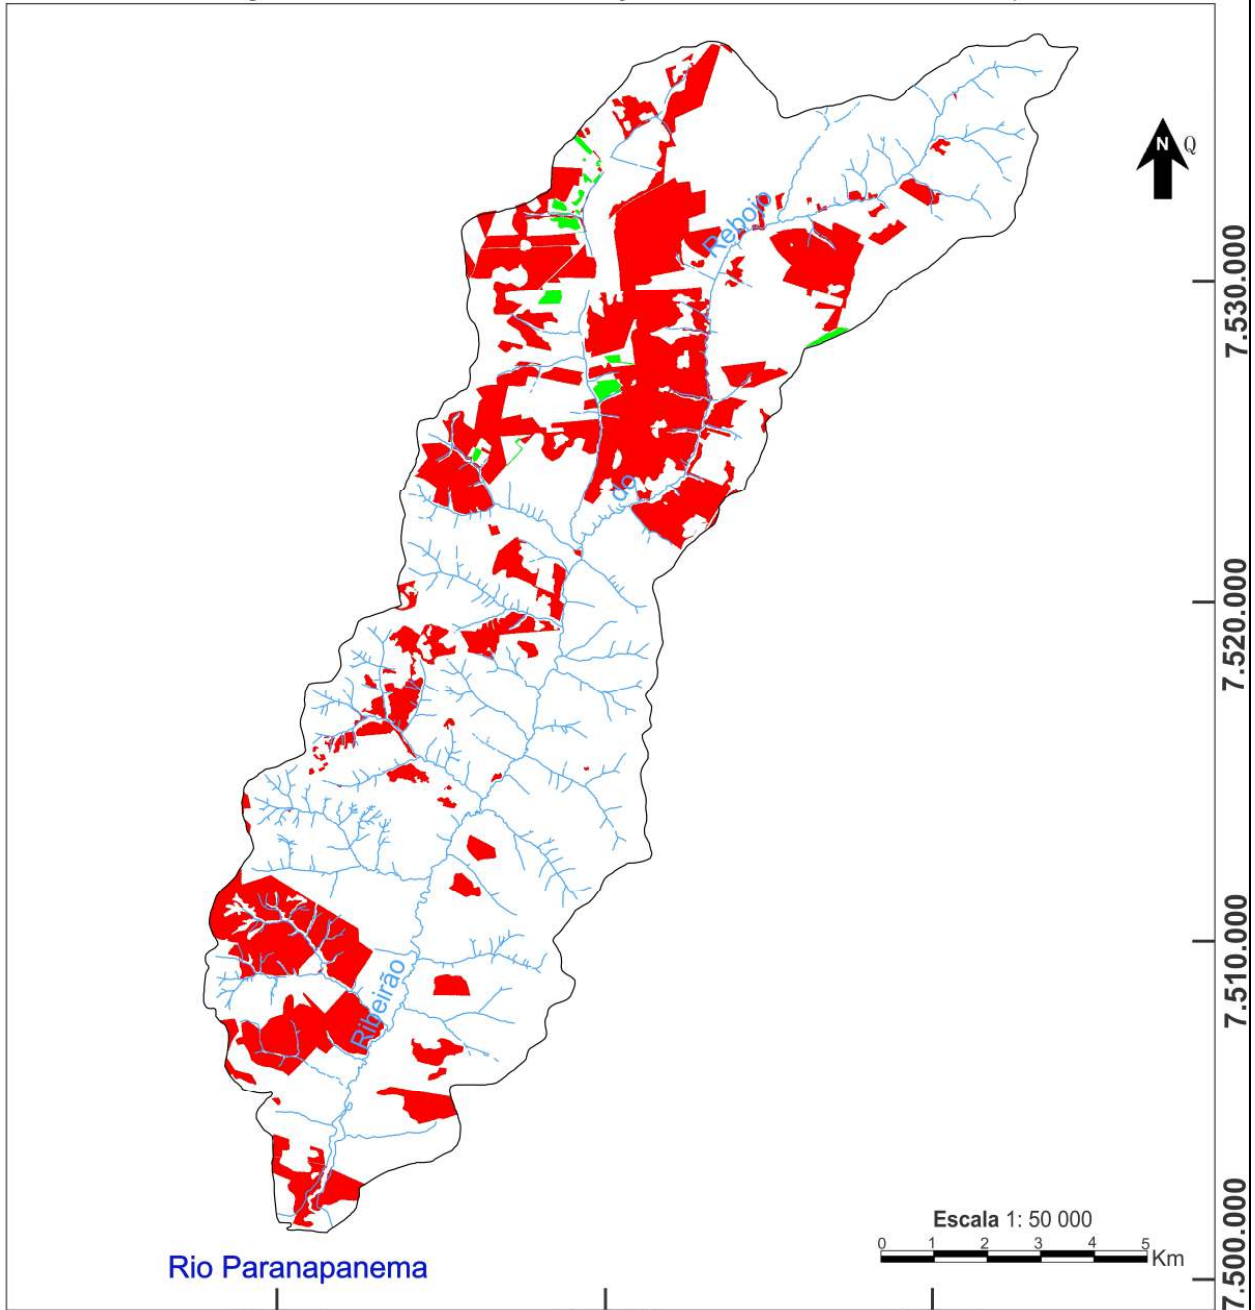 N Q
Rebojo
7.530.000
do
7.520.000
7.510.000
Ribeirão
Escala 1: 50 000
0 1 2 3 4 5
Km
7.500.000
Rio Paranapanema